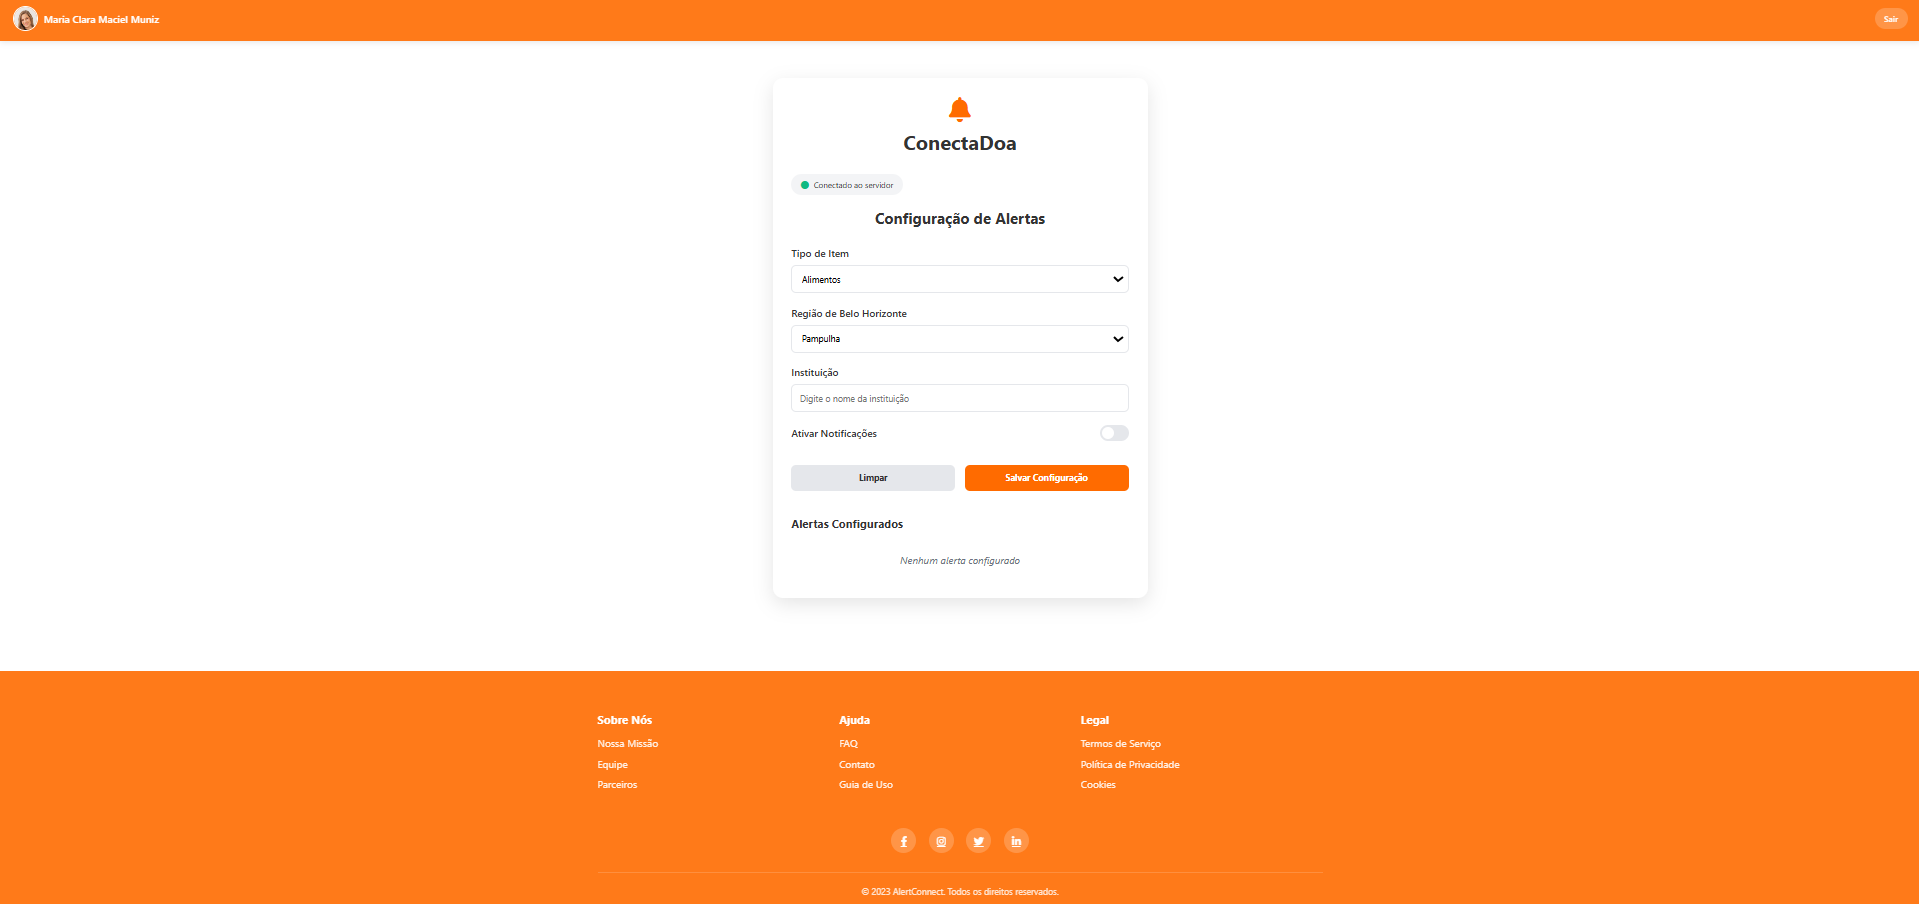 Maria Clara Maciel Muniz
Sair
ConectaDoa
Conectado ao servidor
Configuração de Alertas
Tipo de Item
Alimentos
Região de Belo Horizonte
Pampulha
Instituição
Digite o nome da instituição
Ativar Notificações
Limpar
Salvar Configuração
Alertas Configurados
Nenhum alerta configurado
Sobre Nós
Nossa Missão
Equipe
Parceiros
Ajuda
FAQ
Contato
Guia de Uso
Legal
Termos de Serviço
Política de Privacidade
Cookies
© 2023 AlertConnect. Todos os direitos reservados.